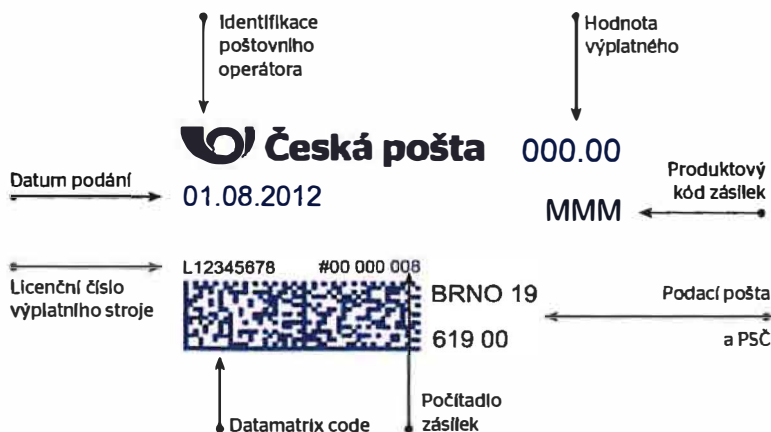 Identifikace
poštovního
operátora
Hodnota
výplatného
Česká pošta
000.00
Datum podání
01.08.2012
Produktový
kód zásilek
MMM
L12345678
#00 000 008
Licenční číslo
výplatního stroje
BRNO 19
619 00
Podací pošta
a PSČ
Datamatrix code
Počítadlo
zásilek